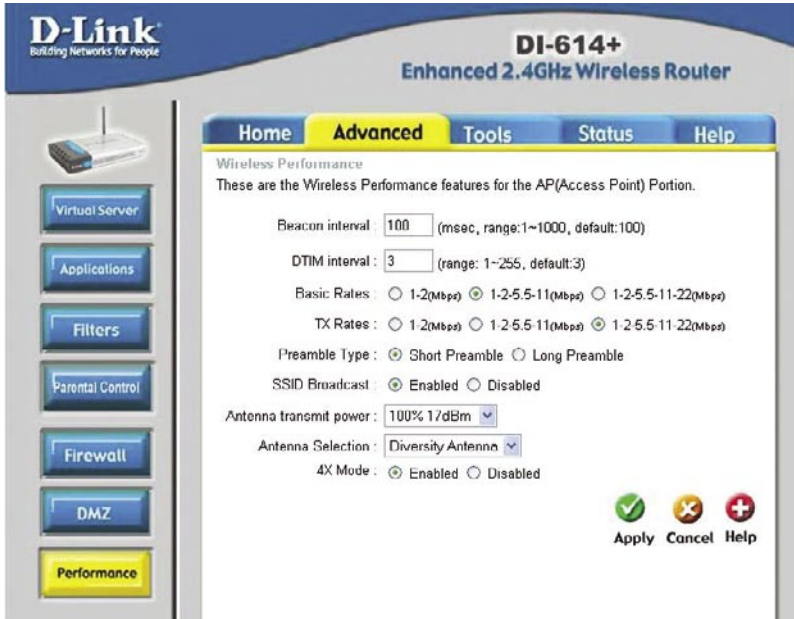 D-Link
Building Networks for People
DI-614+
Enhanced 2.4GHz Wireless Router
Home Advanced Tools Status Help
Virtual Server
Applications
Filters
Parental Control
Firewall
DMZ
Performance
Wireless Performance
These are the Wireless Performance features for the AP(Access Point) Portion.
Beacon interval : 100 (msec, range:1~1000, default:100)
DTIM interval : 3 (range: 1~255, default:3)
Basic Rates : 1-2(Mbps) 1-2-5.5-11(Mbps) 1-2-5.5-11-22(Mbps)
TX Rates : 1-2(Mbps) 1-2-5.5-11(Mbps) 1-2-5.5-11-22(Mbps)
Preamble Type : Short Preamble Long Preamble
SSID Broadcast : Enabled Disabled
Antenna transmit power : 100% 17dBm
Antenna Selection : Diversity Antenna
4X Mode : Enabled Disabled
Apply Cancel Help